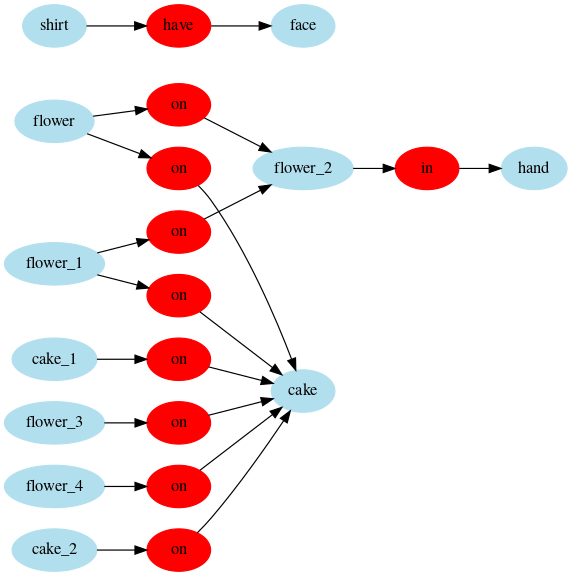 shirt have face
flower on
on flower_2 in hand
flower_1 on
on
cake_1 on
cake
flower_3 on
flower_4 on
cake_2 on